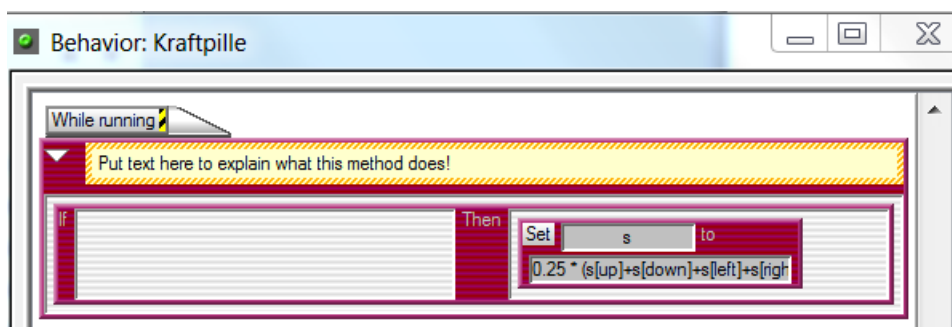 Behavior: Kraftpille
While running
Put text here to explain what this method does!
If Then Set s to
0.25 * (s[up]+s[down]+s[left]+s[righ